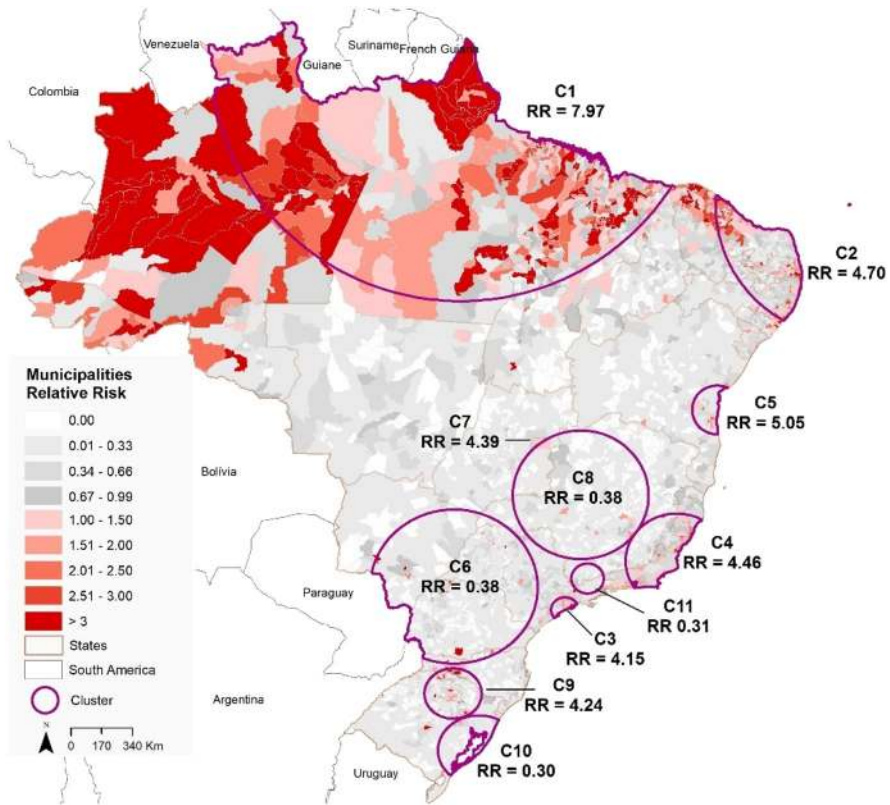 Venezuela
Suriname
French Guiana
Guiane
Colombia
C1
RR = 7.97
C2
RR = 4.70
Municipalities
Relative Risk
0.00
0.01 - 0.33
0.34 - 0.66
0.67 - 0.99
1.00 - 1.50
1.51 - 2.00
2.01 - 2.50
2.51 - 3.00
> 3
States
South America
Cluster
N
0 170 340 Km
C5
RR = 5.05
C7
RR = 4.39
Bolívia
C8
RR = 0.38
C4
RR = 4.46
C6
RR = 0.38
Paraguay
C11
RR 0.31
C3
RR = 4.15
Argentina
C9
RR = 4.24
C10
RR = 0.30
Uruguay